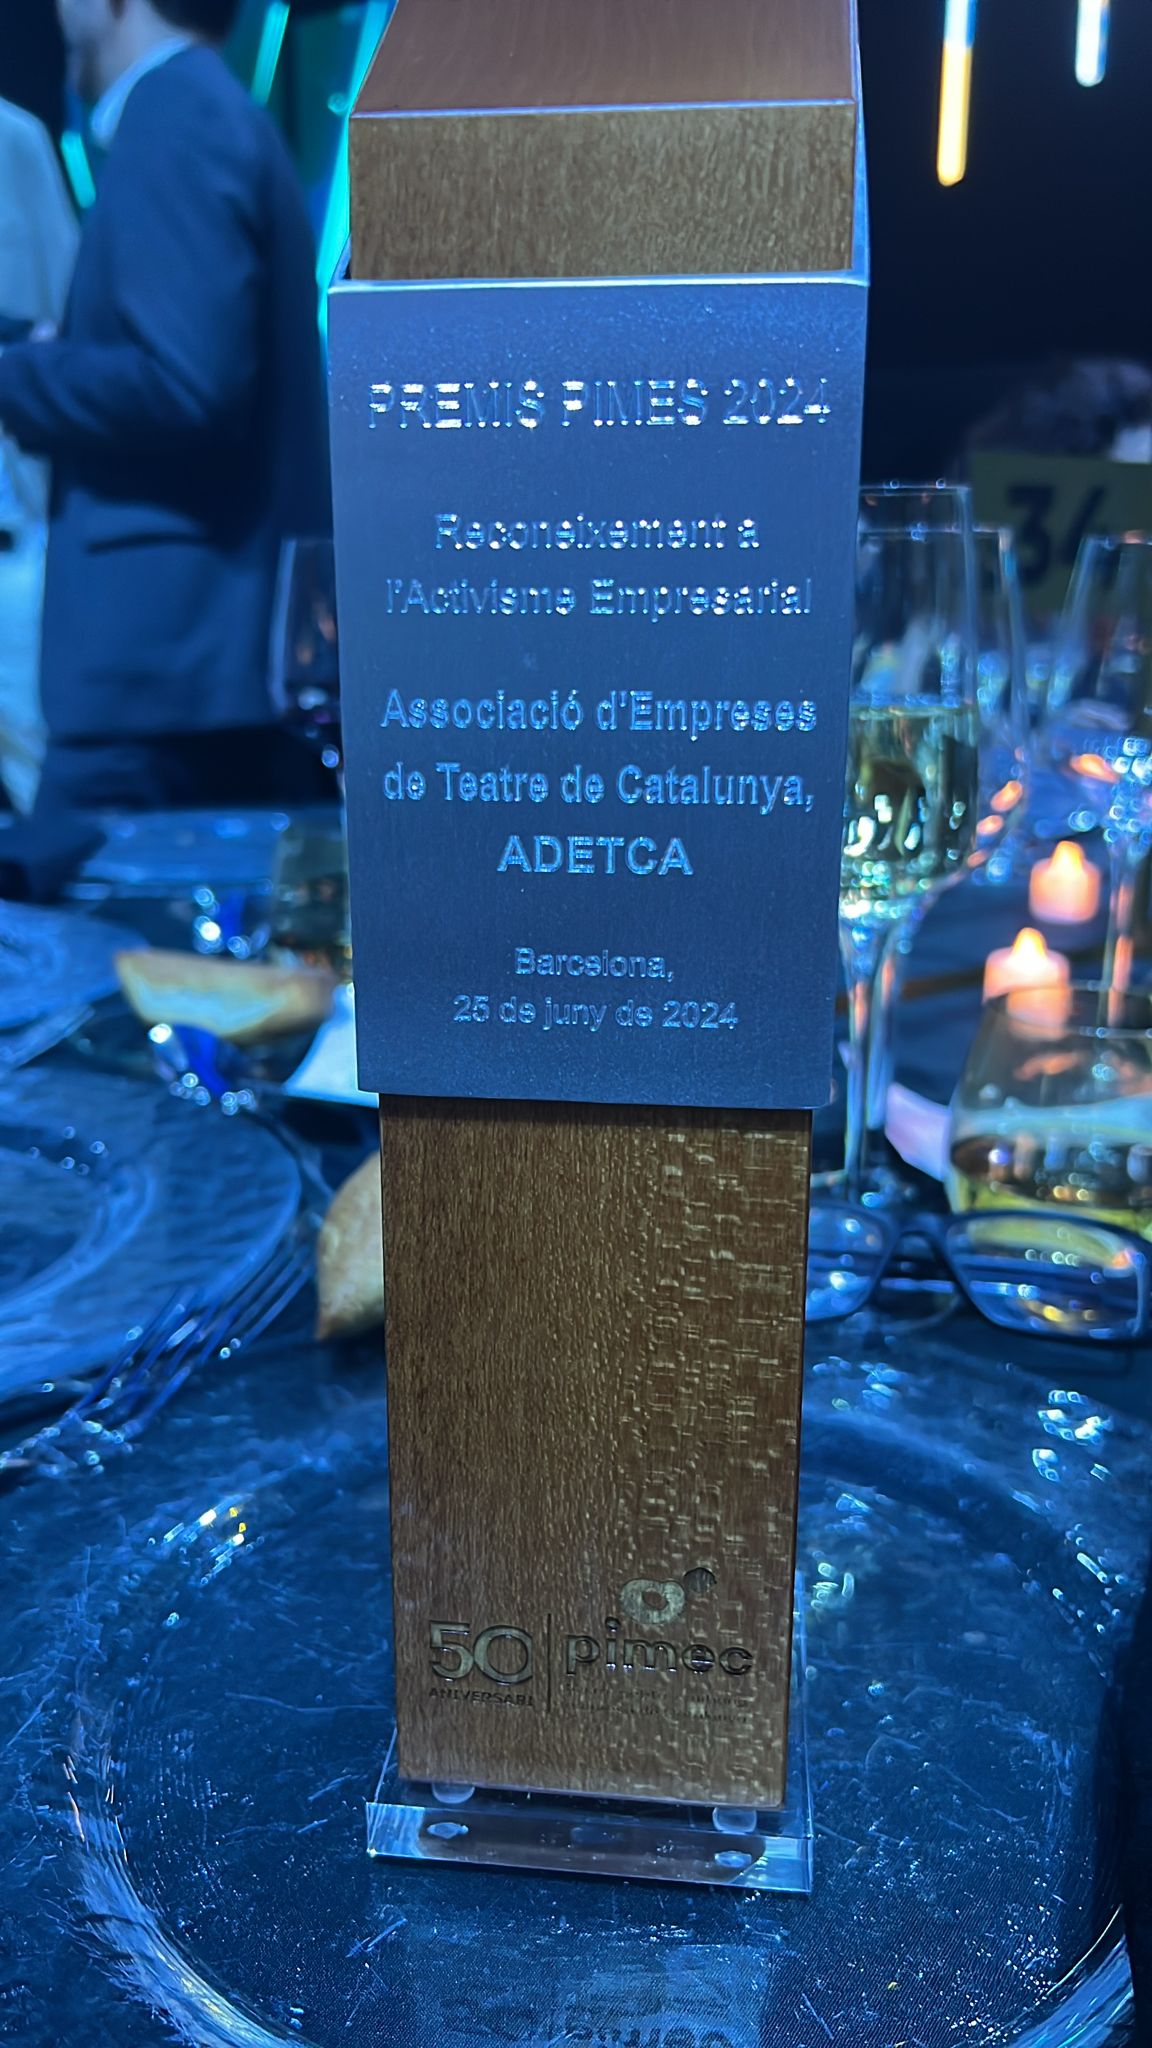 PREMIS PIMES 2024
Reconeixement a
l'Activisme Empresarial
Associació d'Empreses
de Teatre de Catalunya,
ADETCA
Barcelona,
25 de juny de 2024
34
50
ANIVERSARI
pimec